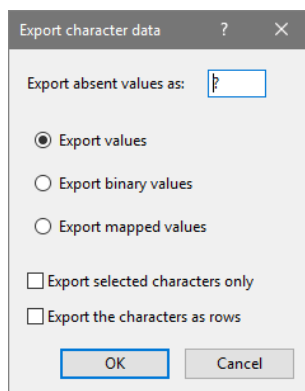 Export character data ?
Export absent values as: ?
Export values
Export binary values
Export mapped values
Export selected characters only
Export the characters as rows
OK Cancel